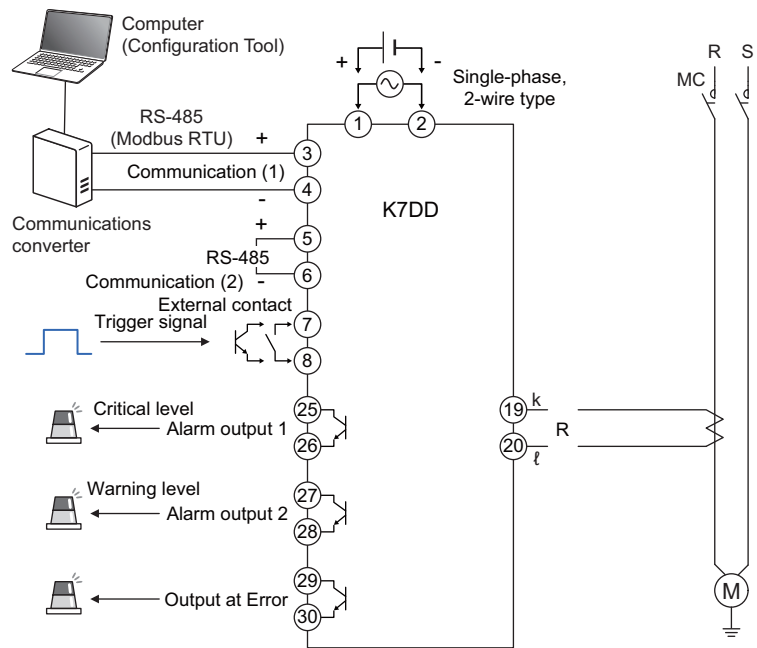 Computer
(Configuration Tool)
+
-
Single-phase,
2-wire type
R
S
MC
1
2
RS-485
(Modbus RTU)
+
3
Communication (1)
4
-
K7DD
Communications
converter
+
5
RS-485
6
Communication (2)
-
External contact
Trigger signal
7
8
Critical level
25
Alarm output 1
26
19
k
R
20
ℓ
Warning level
27
Alarm output 2
28
29
Output at Error
30
M